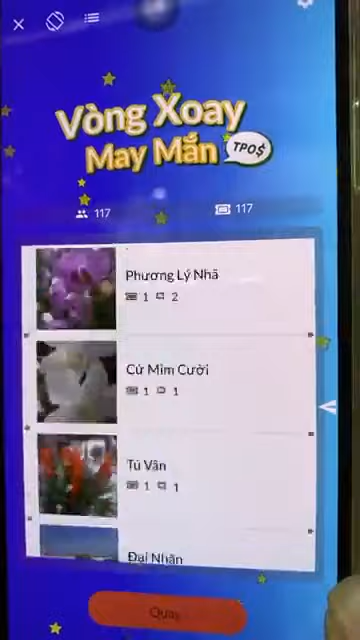 Vòng Xoay
May Mắn
TPO$
117
117
Phương Lý Nhã
1 2
Cứ Mỉm Cười
1 1
Tú Vân
1 1
Đại Nhãn
Quay